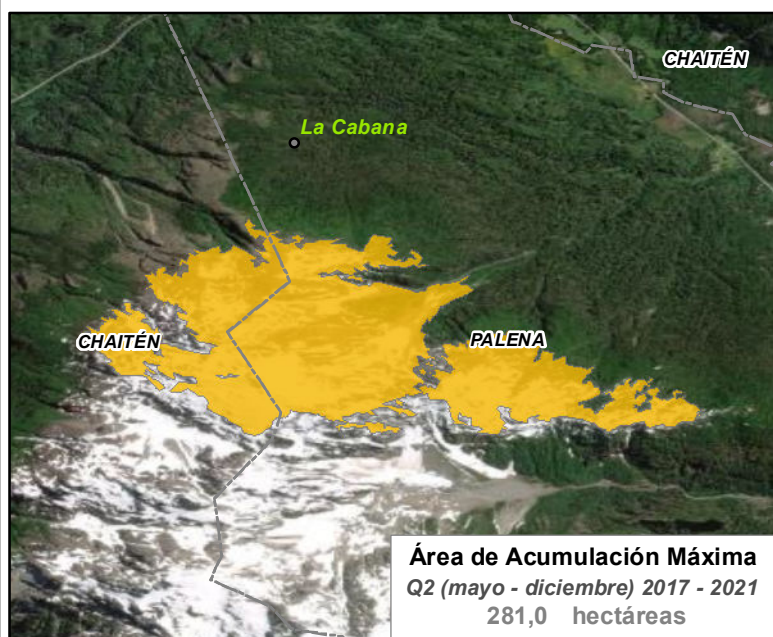 CHAITÉN
La Cabana
CHAITÉN
PALENA
Área de Acumulación Máxima
Q2 (mayo - diciembre) 2017 - 2021
281,0 hectáreas